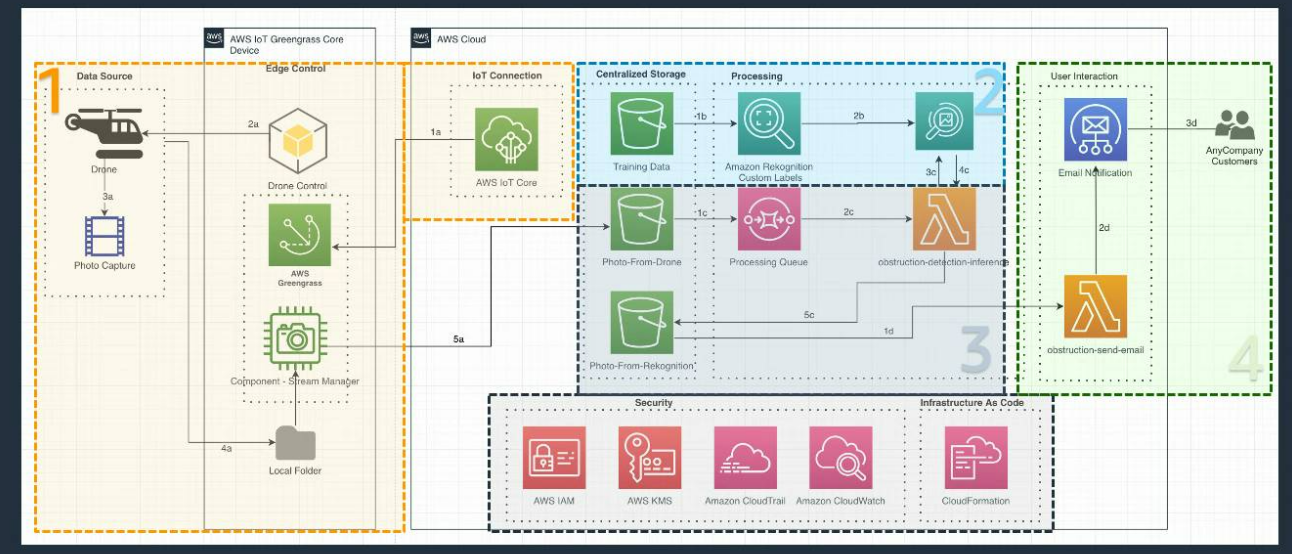 aws
AWS IoT Greengrass Core
Device
aws
AWS Cloud
1
Data Source
Edge Control
IoT Connection
Centralized Storage
Processing
2
User Interaction
Drone
2a
Drone Control
1a
AWS IoT Core
Training Data
1b
Amazon Rekognition
Custom Labels
2b
3c
4c
Email Notification
3d
AnyCompany
Customers
3a
Photo Capture
AWS
Greengrass
Photo-From-Drone
1c
Processing Queue
2c
obstruction-detection-inference
2d
5a
Component - Stream Manager
5c
1d
Photo-From-Rekognition
3
obstruction-send-email
4
4a
Local Folder
Security
Infrastructure As Code
AWS IAM
AWS KMS
Amazon CloudTrail
Amazon CloudWatch
CloudFormation